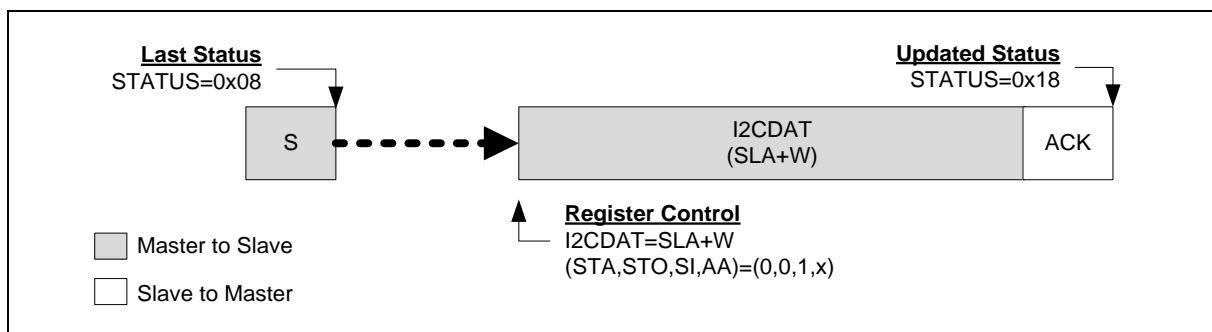 Last Status
STATUS=0x08
Updated Status
STATUS=0x18
S
I2CDAT
(SLA+W)
ACK
Register Control
I2CDAT=SLA+W
(STA,STO,SI,AA)=(0,0,1,x)
Master to Slave
Slave to Master